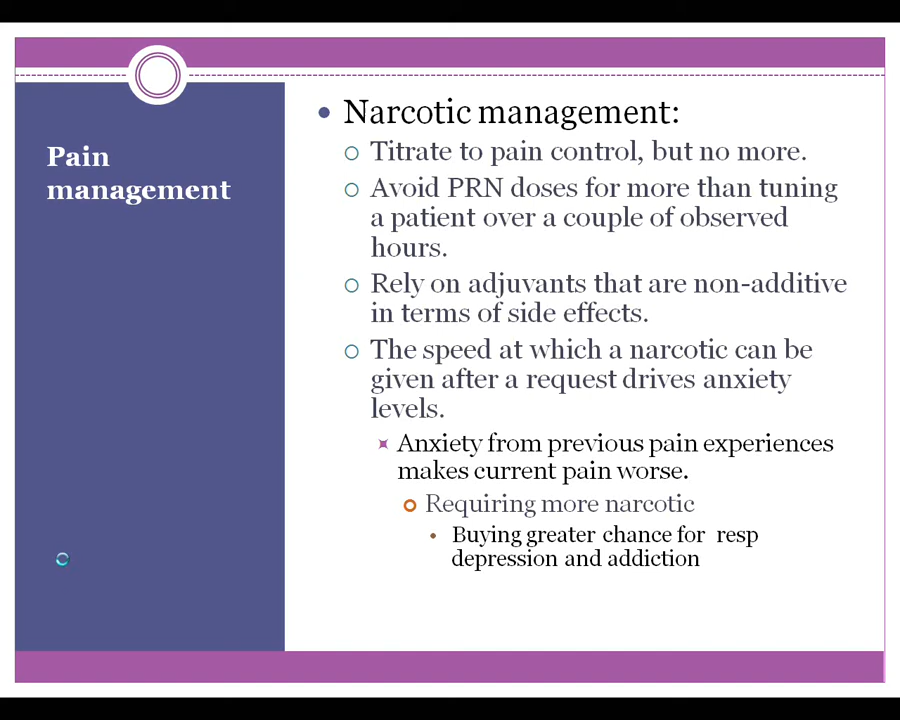 Pain
management
Narcotic management:
Titrate to pain control, but no more.
Avoid PRN doses for more than tuning
a patient over a couple of observed
hours.
Rely on adjuvants that are non-additive
in terms of side effects.
The speed at which a narcotic can be
given after a request drives anxiety
levels.
Anxiety from previous pain experiences
makes current pain worse.
Requiring more narcotic
Buying greater chance for resp
depression and addiction